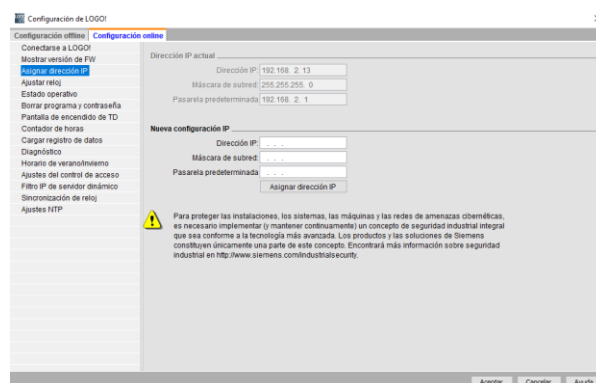 Configuración de LOGO!
Configuración offline
Configuración online
Conectarse a LOGO!
Mostrar versión de FW
Asignar dirección IP
Ajustar reloj
Estado operativo
Borrar programa y contraseña
Pantalla de encendido de TD
Contador de horas
Cargar registro de datos
Diagnóstico
Horario de verano/invierno
Ajustes del control de acceso
Filtro IP de servidor dinámico
Sincronización de reloj
Ajustes NTP
Dirección IP actual
Dirección IP: 192.168. 2. 13
Máscara de subred: 255.255.255. 0
Pasarela predeterminada 192.168. 2. 1
Nueva configuración IP
Dirección IP: . . .
Máscara de subred: . . .
Pasarela predeterminada . . .
Asignar dirección IP
Para proteger las instalaciones, los sistemas, las máquinas y las redes de amenazas cibernéticas,
es necesario implementar (y mantener continuamente) un concepto de seguridad industrial integral
que sea conforme a la tecnología más avanzada. Los productos y las soluciones de Siemens
constituyen únicamente una parte de este concepto. Encontrará más información sobre seguridad
industrial en http://www.siemens.com/industrialsecurity.
Aceptar
Cancelar
Ayuda